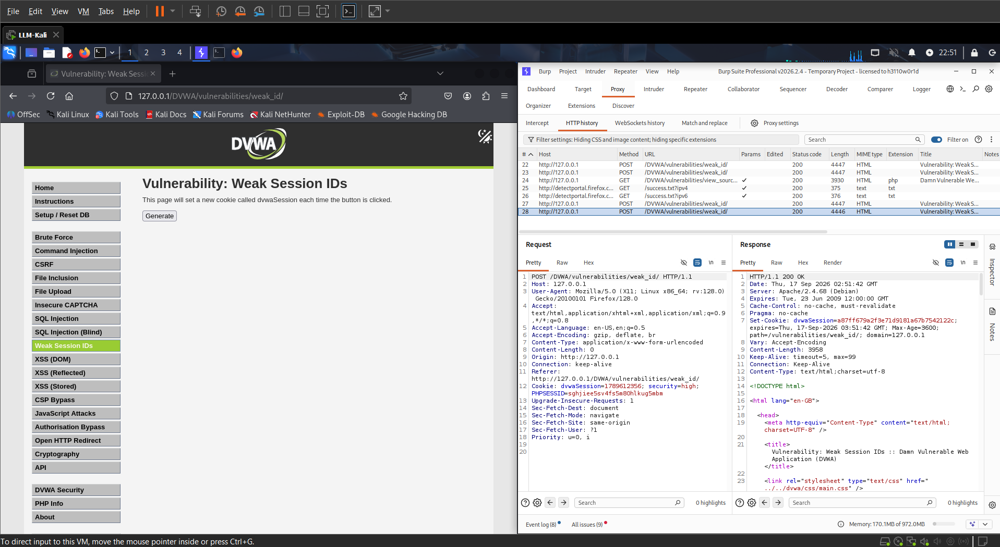 File Edit View VM Tabs Help
LLM-Kali
1 2 3 4 22:51
Vulnerability: Weak Sessi
127.0.0.1/DVWA/vulnerabilities/weak_id/
OffSec Kali Linux Kali Tools Kali Docs Kali Forums Kali NetHunter Exploit-DB Google Hacking DB
DVWA
Home
Instructions
Setup / Reset DB
Brute Force
Command Injection
CSRF
File Inclusion
File Upload
Insecure CAPTCHA
SQL Injection
SQL Injection (Blind)
Weak Session IDs
XSS (DOM)
XSS (Reflected)
XSS (Stored)
CSP Bypass
JavaScript Attacks
Authorisation Bypass
Open HTTP Redirect
Cryptography
API
DVWA Security
PHP Info
About
Vulnerability: Weak Session IDs
This page will set a new cookie called dvwaSession each time the button is clicked.
Generate
Burp Project Intruder Repeater View Help Burp Suite Professional v2026.2.4 - Temporary Project - licensed to h3110w0r1d
Dashboard Target Proxy Intruder Repeater Collaborator Sequencer Decoder Comparer Logger
Organizer Extensions Discover
Intercept HTTP history WebSockets history Match and replace Proxy settings
Filter settings: Hiding CSS and image content; hiding specific extensions Search Filter on
# Host Method URL Params Edited Status code Length MIME type Extension Title Notes
22 http://127.0.0.1 POST /DVWA/vulnerabilities/weak_id/ 200 4447 HTML Vulnerability: Weak S...
23 http://127.0.0.1 POST /DVWA/vulnerabilities/weak_id/ 200 4447 HTML Vulnerability: Weak S...
24 http://127.0.0.1 GET /DVWA/vulnerabilities/view_sourc... ✓ 200 3930 HTML php Damn Vulnerable We...
25 http://detectportal.firefox.c... GET /success.txt?ipv4 ✓ 200 375 text txt
26 http://detectportal.firefox.c... GET /success.txt?ipv6 ✓ 200 376 text txt
27 http://127.0.0.1 POST /DVWA/vulnerabilities/weak_id/ 200 4447 HTML Vulnerability: Weak S...
28 http://127.0.0.1 POST /DVWA/vulnerabilities/weak_id/ 200 4446 HTML Vulnerability: Weak S...
Request
Pretty Raw Hex \n
1 POST /DVWA/vulnerabilities/weak_id/ HTTP/1.1
2 Host: 127.0.0.1
3 User-Agent: Mozilla/5.0 (X11; Linux x86_64; rv:128.0)
Gecko/20100101 Firefox/128.0
4 Accept:
text/html,application/xhtml+xml,application/xml;q=0.9
,*/*;q=0.8
5 Accept-Language: en-US,en;q=0.5
6 Accept-Encoding: gzip, deflate, br
7 Content-Type: application/x-www-form-urlencoded
8 Content-Length: 0
9 Origin: http://127.0.0.1
10 Connection: keep-alive
11 Referer:
http://127.0.0.1/DVWA/vulnerabilities/weak_id/
12 Cookie: dvwaSession=1789612356; security=high;
PHPSESSID=sghjiee5sv4fs5m80hlkug5mbm
13 Upgrade-Insecure-Requests: 1
14 Sec-Fetch-Dest: document
15 Sec-Fetch-Mode: navigate
16 Sec-Fetch-Site: same-origin
17 Sec-Fetch-User: ?1
18 Priority: u=0, i
19
20
Search 0 highlights
Response
Pretty Raw Hex Render \n
1 HTTP/1.1 200 OK
2 Date: Thu, 17 Sep 2026 02:51:42 GMT
3 Server: Apache/2.4.68 (Debian)
4 Expires: Tue, 23 Jun 2009 12:00:00 GMT
5 Cache-Control: no-cache, must-revalidate
6 Pragma: no-cache
7 Set-Cookie: dvwaSession=a87ff679a2f3e71d9181a67b7542122c;
expires=Thu, 17-Sep-2026 03:51:42 GMT; Max-Age=3600;
path=/vulnerabilities/weak_id/; domain=127.0.0.1
8 Vary: Accept-Encoding
9 Content-Length: 3958
10 Keep-Alive: timeout=5, max=99
11 Connection: Keep-Alive
12 Content-Type: text/html;charset=utf-8
13
14 <!DOCTYPE html>
15
16 <html lang="en-GB">
17
18 <head>
19 <meta http-equiv="Content-Type" content="text/html;
charset=UTF-8" />
20
21 <title>
Vulnerability: Weak Session IDs :: Damn Vulnerable Web
Application (DVWA)
</title>
22
23 <link rel="stylesheet" type="text/css" href="
../../dvwa/css/main.css" />
Search 0 highlights
Inspector
Notes
Event log (8) All issues (9) Memory: 170.1MB of 972.0MB
To direct input to this VM, move the mouse pointer inside or press Ctrl+G.